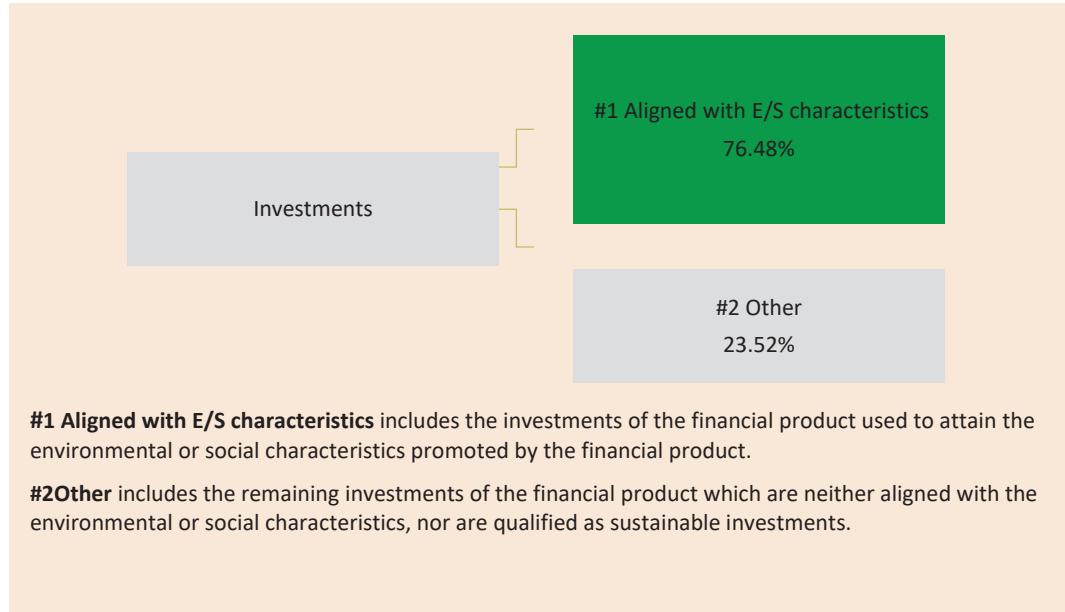 #1 Aligned with E/S characteristics
76.48%
Investments
#2 Other
23.52%
#1 Aligned with E/S characteristics includes the investments of the financial product used to attain the
environmental or social characteristics promoted by the financial product.
#2Other includes the remaining investments of the financial product which are neither aligned with the
environmental or social characteristics, nor are qualified as sustainable investments.